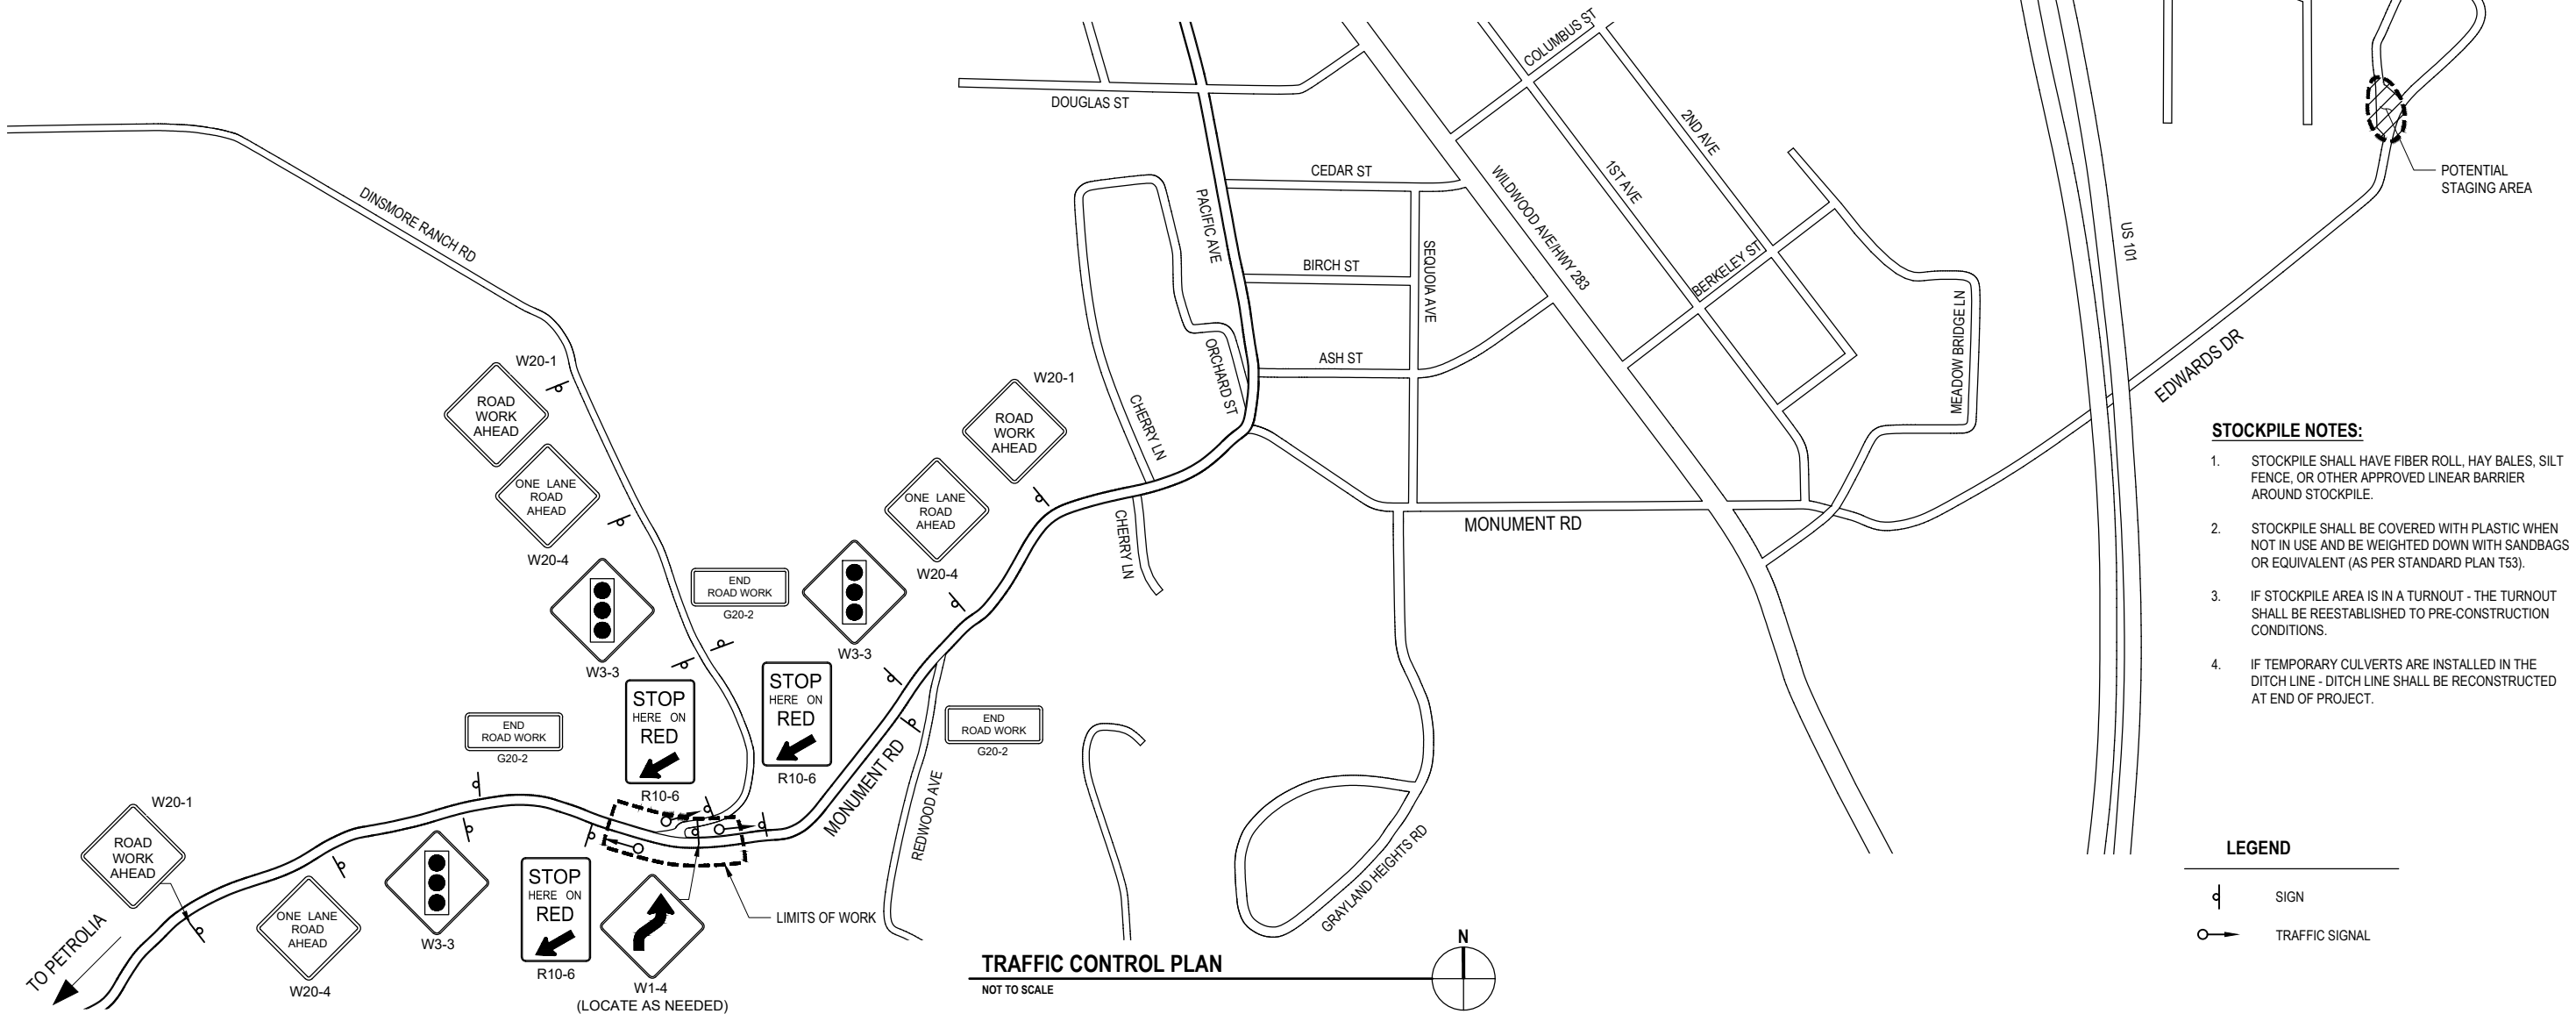 COLUMBUS ST
DOUGLAS ST
2ND AVE
CEDAR ST
1ST AVE
WILDWOOD AVE/HWY 283
POTENTIAL
STAGING AREA
DINSMORE RANCH RD
PACIFIC AVE
US 101
BIRCH ST
SEQUOIA AVE
BERKELEY ST
MEADOW BRIDGE LN
ORCHARD ST
ASH ST
EDWARDS DR
W20-1
ROAD
WORK
AHEAD
W20-1
ROAD
WORK
AHEAD
CHERRY LN
ONE LANE
ROAD
AHEAD
W20-4
ONE LANE
ROAD
AHEAD
W20-4
CHERRY LN
MONUMENT RD
STOCKPILE NOTES:
1. STOCKPILE SHALL HAVE FIBER ROLL, HAY BALES, SILT
FENCE, OR OTHER APPROVED LINEAR BARRIER
AROUND STOCKPILE.
2. STOCKPILE SHALL BE COVERED WITH PLASTIC WHEN
NOT IN USE AND BE WEIGHTED DOWN WITH SANDBAGS
OR EQUIVALENT (AS PER STANDARD PLAN T53).
3. IF STOCKPILE AREA IS IN A TURNOUT - THE TURNOUT
SHALL BE REESTABLISHED TO PRE-CONSTRUCTION
CONDITIONS.
4. IF TEMPORARY CULVERTS ARE INSTALLED IN THE
DITCH LINE - DITCH LINE SHALL BE RECONSTRUCTED
AT END OF PROJECT.
END
ROAD WORK
G20-2
W3-3
W3-3
STOP
HERE ON
RED
R10-6
STOP
HERE ON
RED
R10-6
END
ROAD WORK
G20-2
END
ROAD WORK
G20-2
MONUMENT RD
REDWOOD AVE
GRAYLAND HEIGHTS RD
W20-1
ROAD
WORK
AHEAD
TO PETROLIA
ONE LANE
ROAD
AHEAD
W20-4
W3-3
STOP
HERE ON
RED
R10-6
W1-4
(LOCATE AS NEEDED)
LIMITS OF WORK
TRAFFIC CONTROL PLAN
NOT TO SCALE
N
LEGEND
SIGN
TRAFFIC SIGNAL